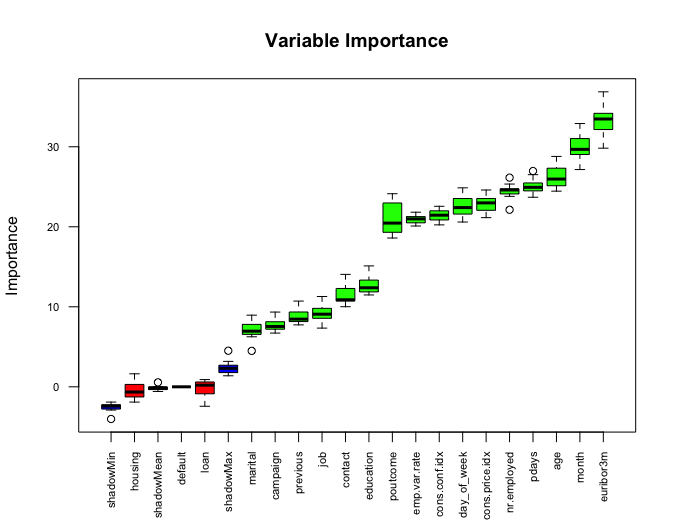 Variable Importance
Importance
30
20
10
0
shadowMin
housing
shadowMean
default
loan
shadowMax
marital
campaign
previous
job
contact
education
poutcome
emp.var.rate
cons.conf.idx
day_of_week
cons.price.idx
nr.employed
pdays
age
month
euribor3m